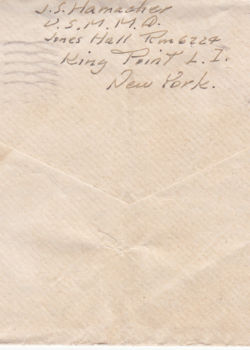 J.S. Hamacher
U.S.M.M.A.
Jones Hall Rm 6224
King Point L.I.
New York.